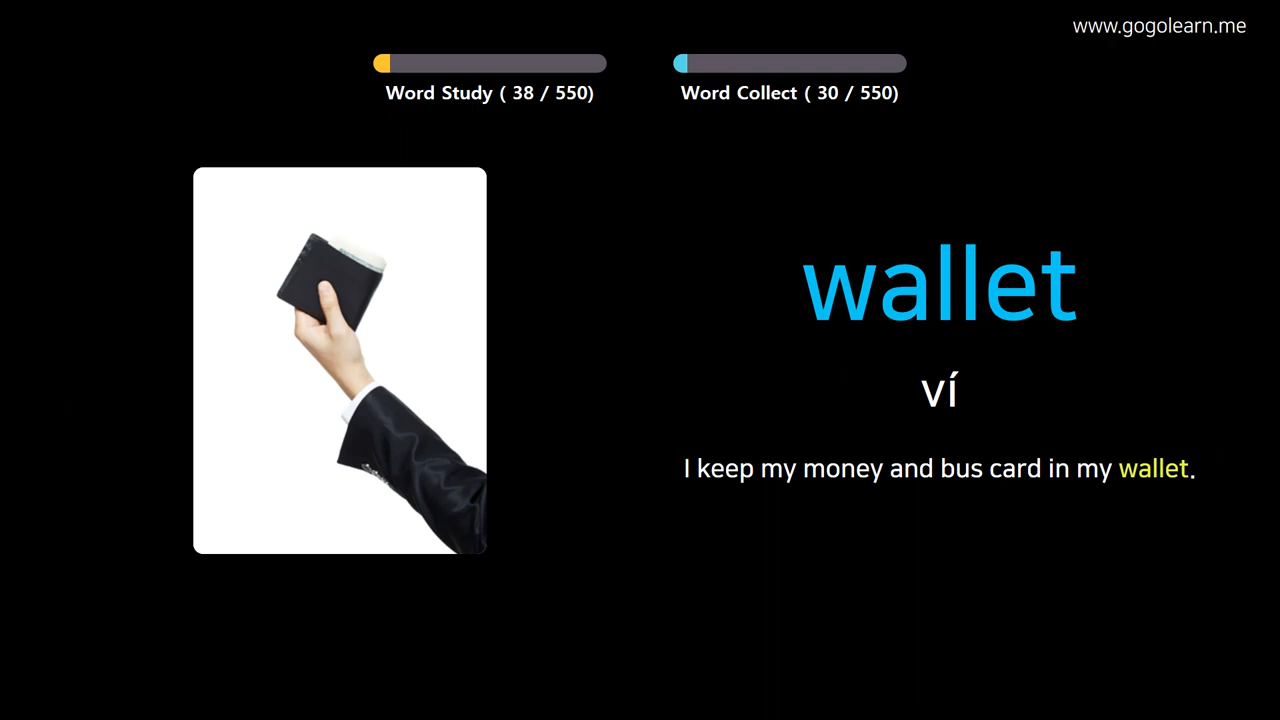 www.gogolearn.me
Word Study ( 38 / 550)
Word Collect ( 30 / 550)
wallet
ví
I keep my money and bus card in my wallet.